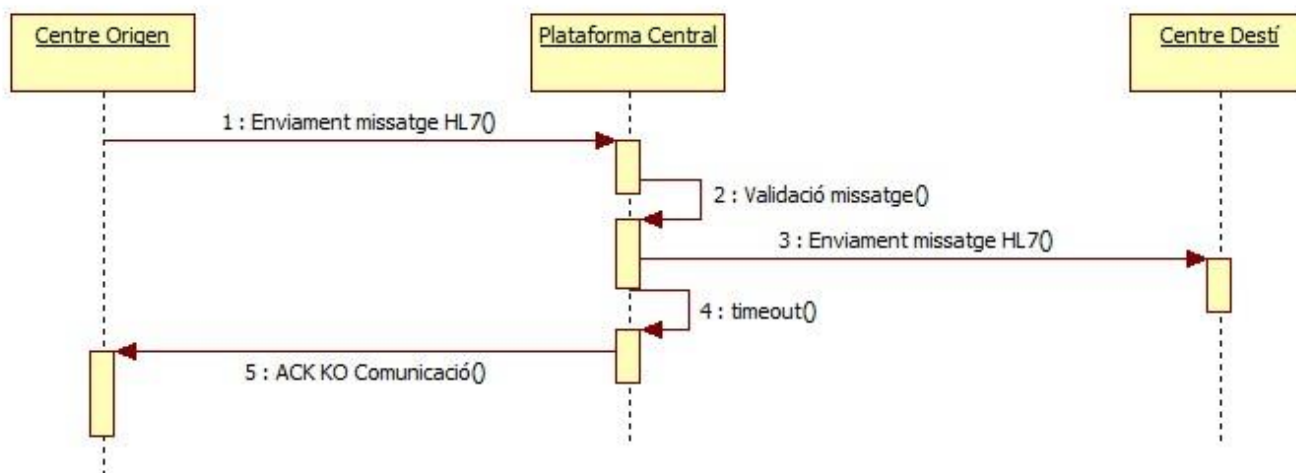 Centre Origen
Plataforma Central
Centre Destí
1 : Enviament missatge HL7()
2 : Validació missatge()
3 : Enviament missatge HL7()
4 : timeout()
5 : ACK KO Comunicació()